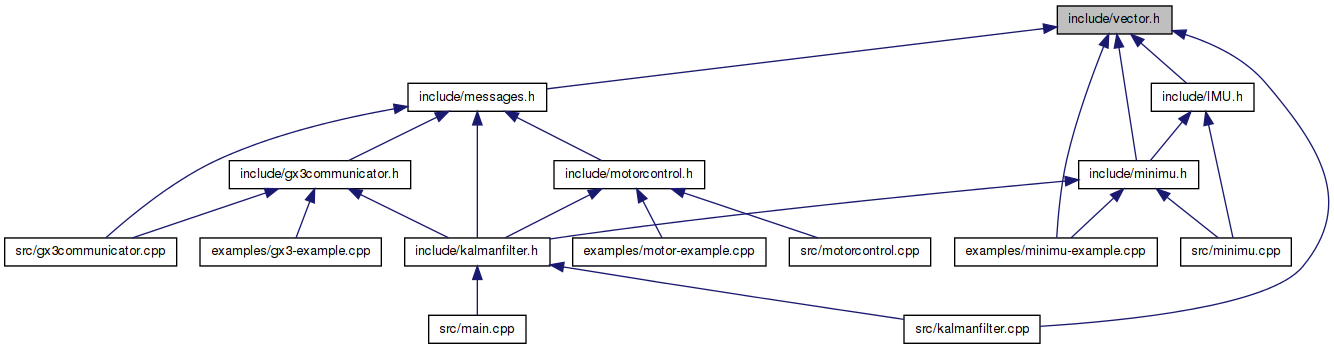 include/vector.h
include/messages.h
include/IMU.h
include/gx3communicator.h
include/motorcontrol.h
include/minimu.h
src/gx3communicator.cpp
examples/gx3-example.cpp
include/kalmanfilter.h
examples/motor-example.cpp
src/motorcontrol.cpp
examples/minimu-example.cpp
src/minimu.cpp
src/main.cpp
src/kalmanfilter.cpp